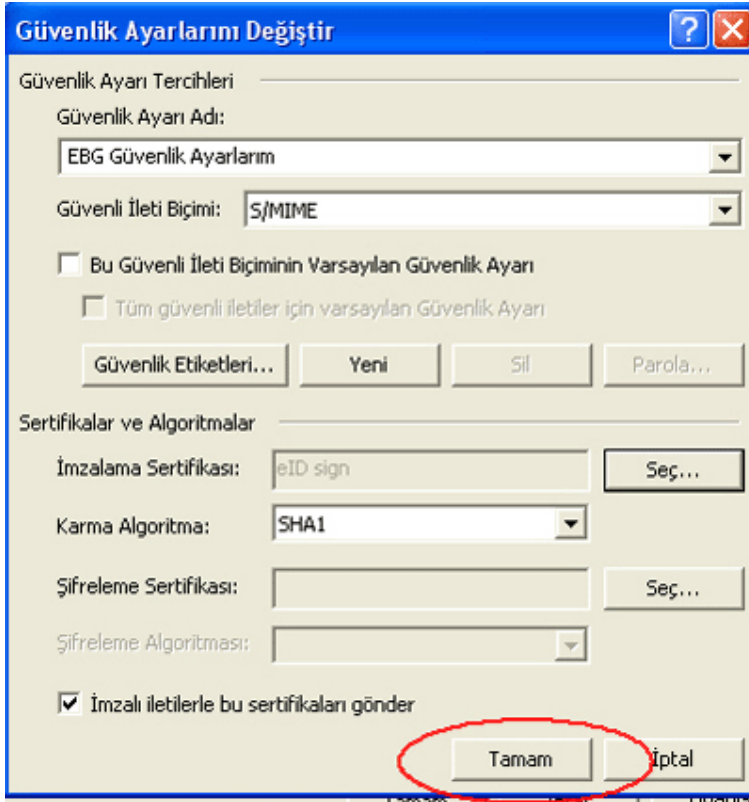 Güvenlik Ayarlarını Değiştir
Güvenlik Ayarı Tercihleri
Güvenlik Ayarı Adı:
EBG Güvenlik Ayarlarım
Güvenli İleti Biçimi: S/MIME
Bu Güvenli İleti Biçiminin Varsayılan Güvenlik Ayarı
Tüm güvenli iletiler için varsayılan Güvenlik Ayarı
Güvenlik Etiketleri... Yeni Sil Parola...
Sertifikalar ve Algoritmalar
İmzalama Sertifikası: eID sign Seç...
Karma Algoritma: SHA1
Şifreleme Sertifikası: Seç...
Şifreleme Algoritması:
İmzalı iletilerle bu sertifikaları gönder
Tamam İptal